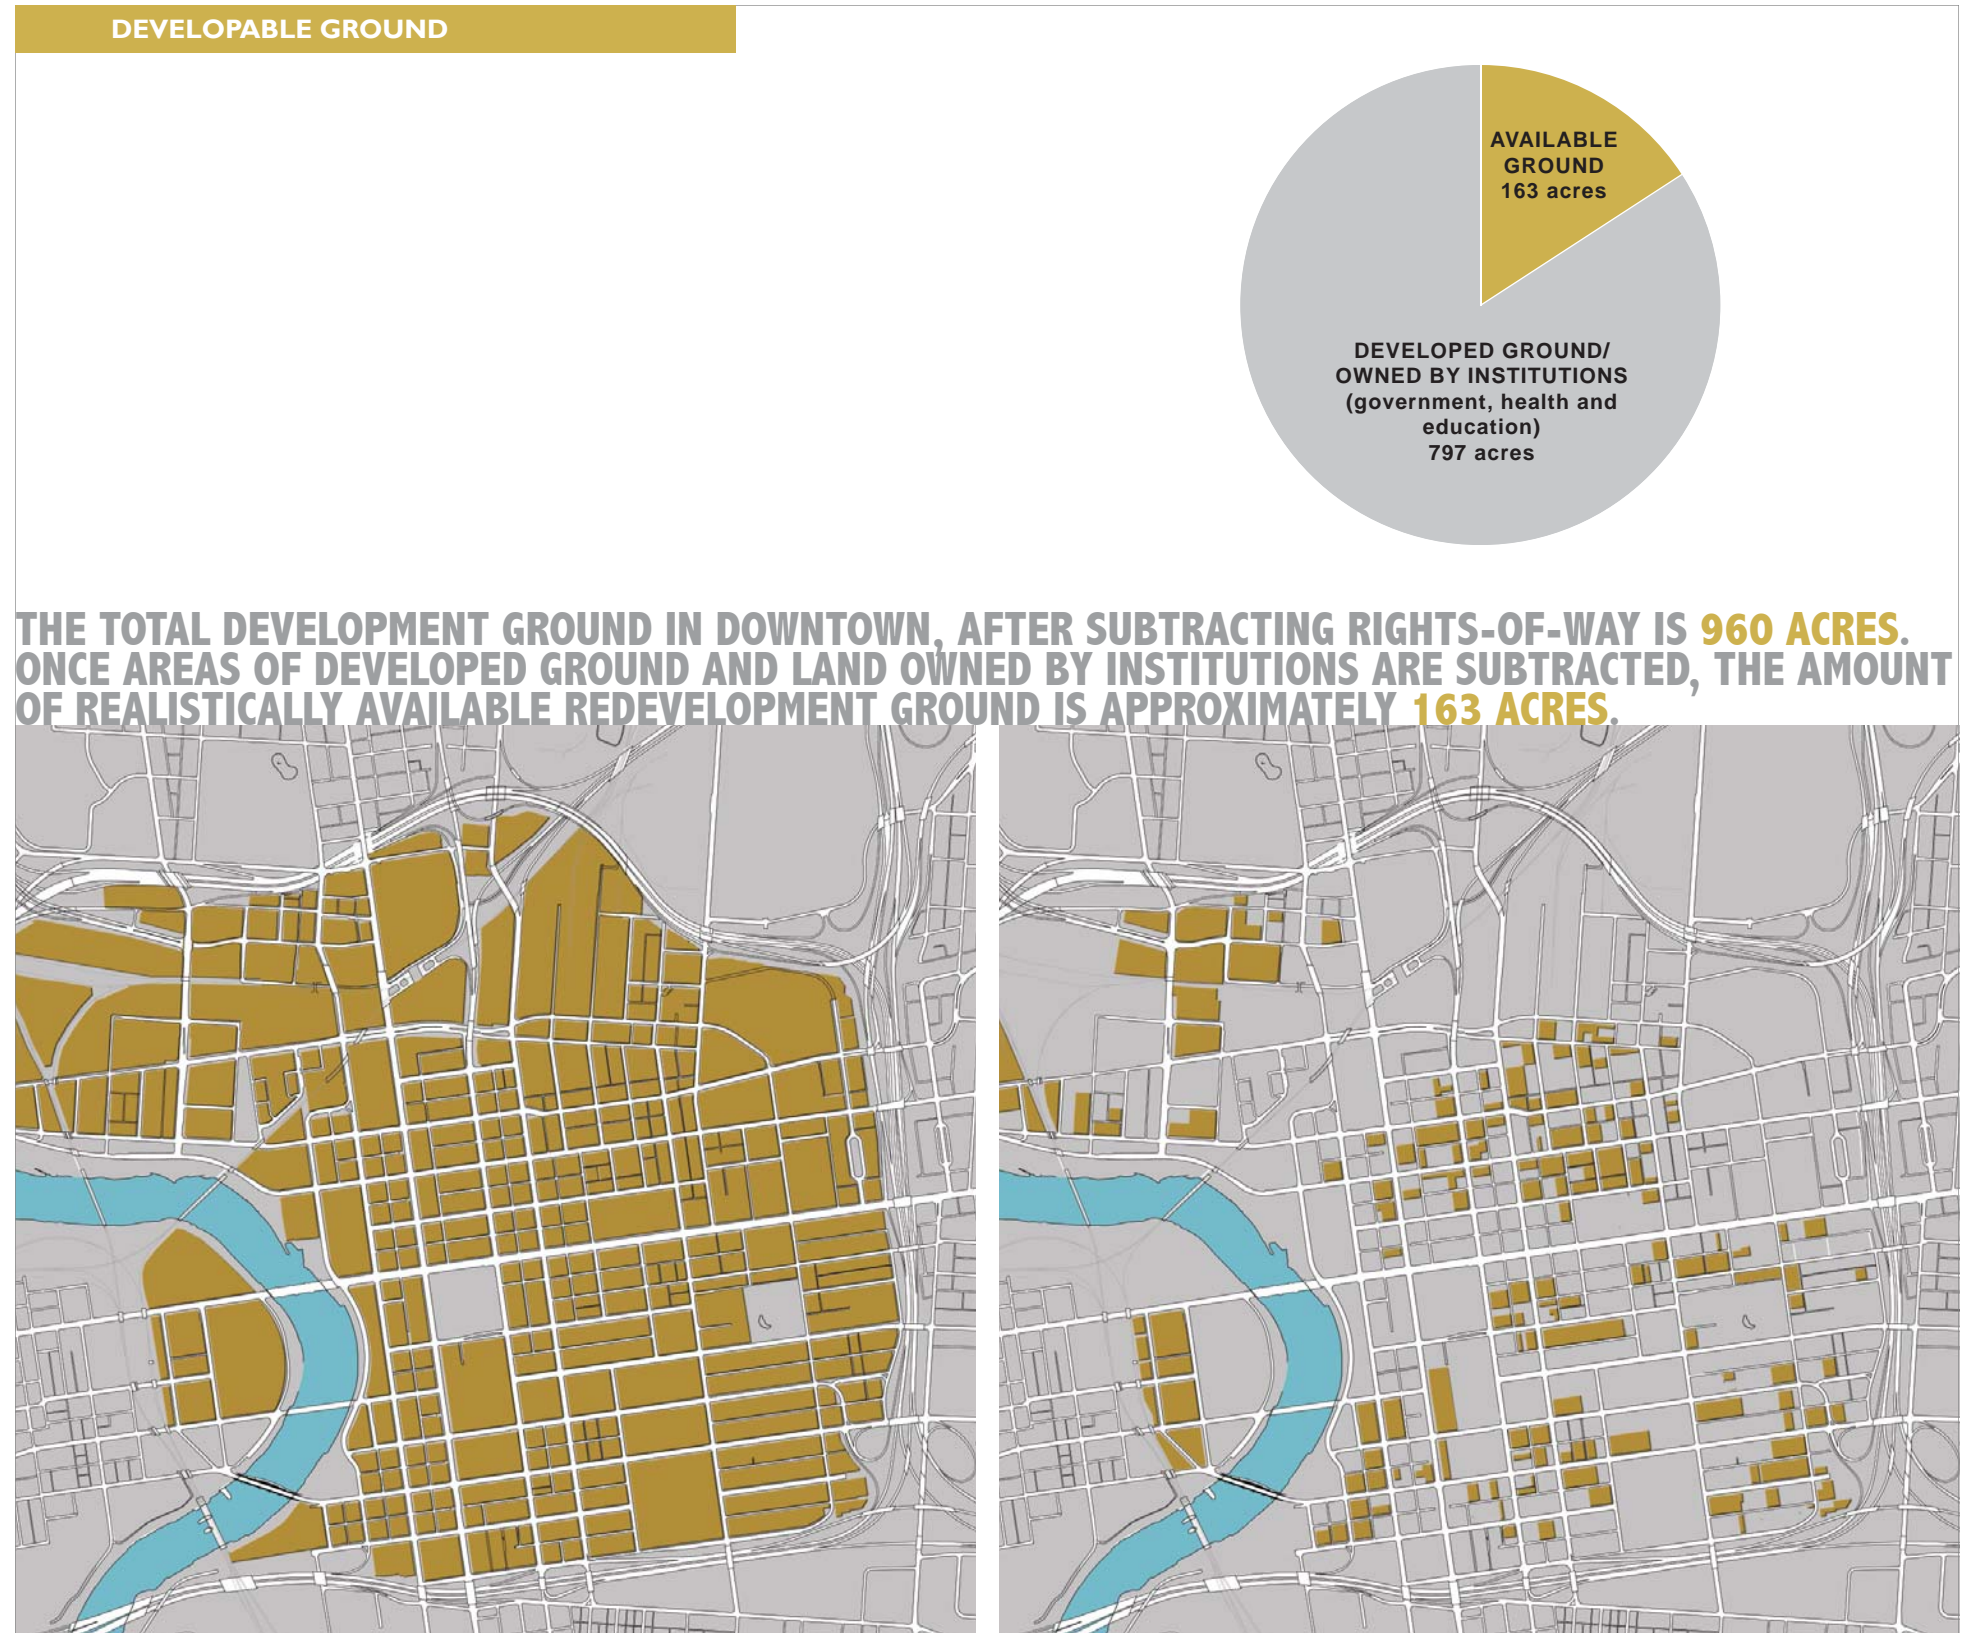 DEVELOPABLE GROUND
AVAILABLE
GROUND
163 acres
DEVELOPED GROUND/
OWNED BY INSTITUTIONS
(government, health and
education)
797 acres
THE TOTAL DEVELOPMENT GROUND IN DOWNTOWN, AFTER SUBTRACTING RIGHTS-OF-WAY IS 960 ACRES.
ONCE AREAS OF DEVELOPED GROUND AND LAND OWNED BY INSTITUTIONS ARE SUBTRACTED, THE AMOUNT
OF REALISTICALLY AVAILABLE REDEVELOPMENT GROUND IS APPROXIMATELY 163 ACRES.